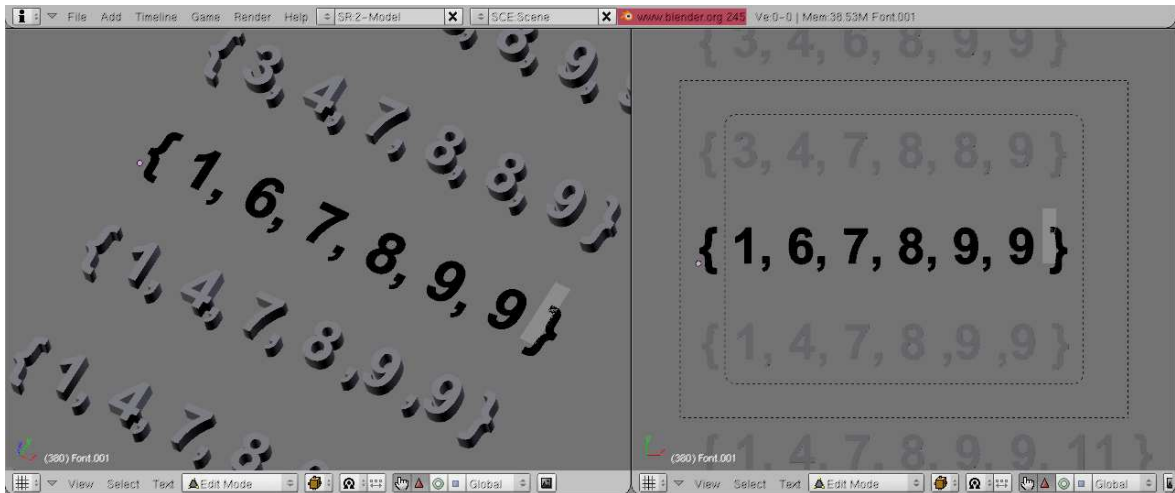 File Add Timeline Game Render Help SR:2-Model X SCE:Scene X www.blender.org 245 Ve:0-0 | Mem:38.53M Font.001
{ 3, 4, 7, 8, 8, 9 }
{ 1, 6, 7, 8, 9, 9 }
{ 1, 4, 7, 8 ,9 ,9 }
{ 1, 4, 7, 8
(380) Font.001
View Select Text Edit Mode Global
{ 3, 4, 6, 8, 9, 9 }
{ 3, 4, 7, 8, 8, 9 }
{ 1, 6, 7, 8, 9, 9 }
{ 1, 4, 7, 8 ,9 ,9 }
{ 1, 4, 7, 8, 9, 9, 11 }
(380) Font.001
View Select Text Edit Mode Global